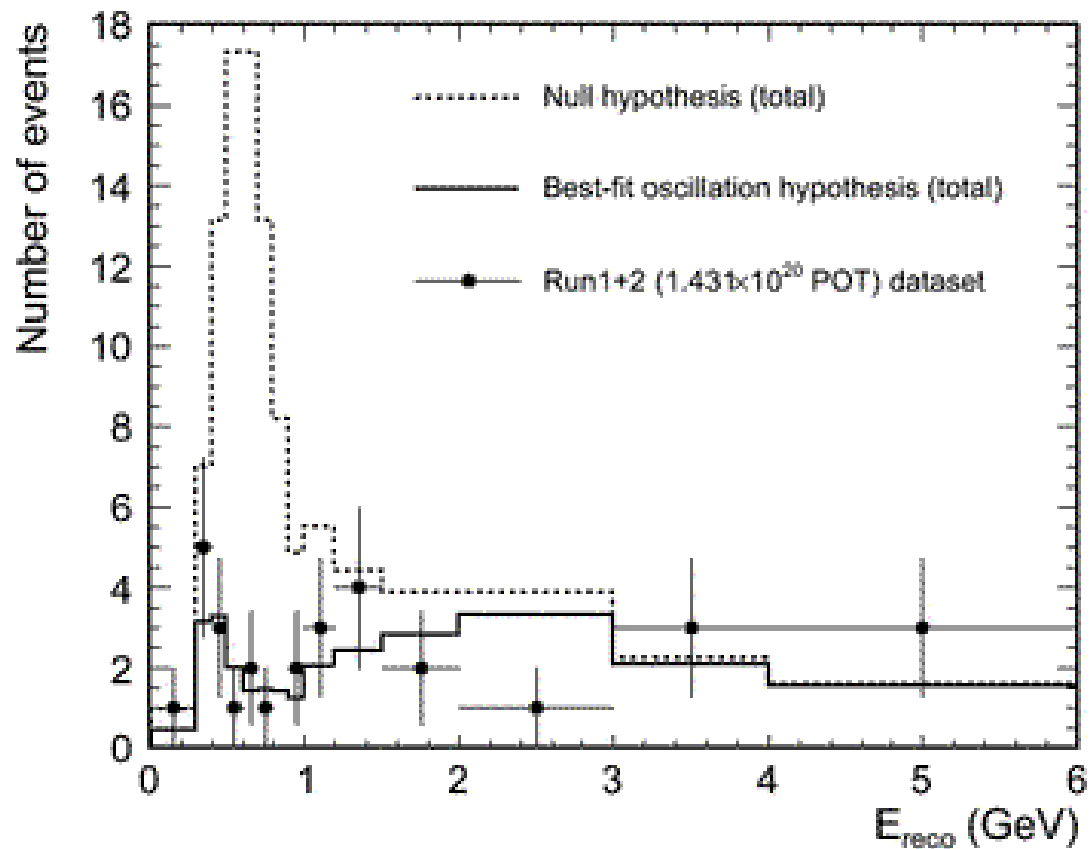 Number of events
18
16
14
12
10
8
6
4
2
0
Null hypothesis (total)
Best-fit oscillation hypothesis (total)
Run1+2 (1.431×10²⁰ POT) dataset
0 1 2 3 4 5 6
E_reco (GeV)